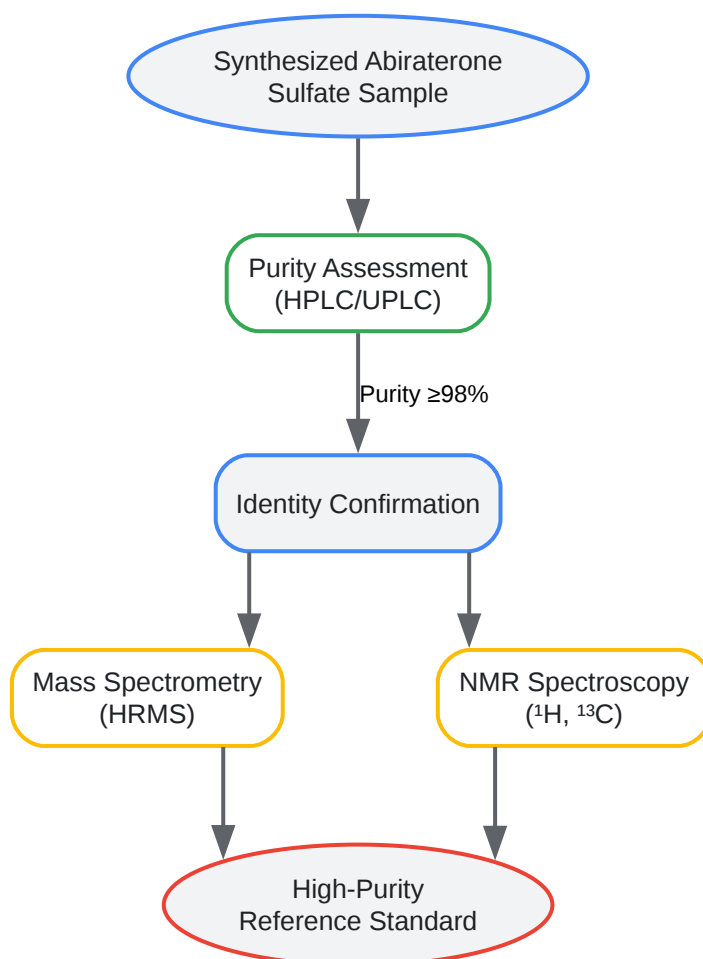 Synthesized Abiraterone
Sulfate Sample
Purity Assessment
(HPLC/UPLC)
Purity ≥98%
Identity Confirmation
Mass Spectrometry
(HRMS)
NMR Spectroscopy
(¹H, ¹³C)
High-Purity
Reference Standard